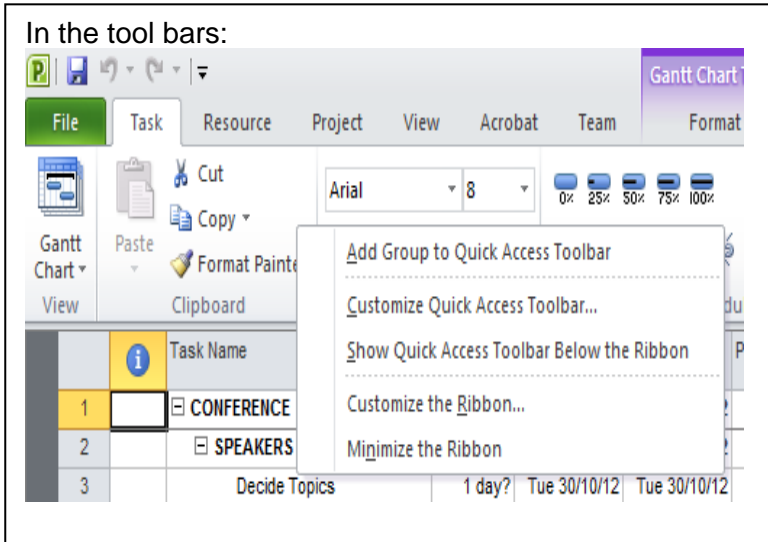 In the tool bars:
Gantt Chart
File Task Resource Project View Acrobat Team Format
Cut
Arial 8
0% 25% 50% 75% 100%
Copy
Gantt Chart
Paste
Format Painte
View Clipboard
Add Group to Quick Access Toolbar
Customize Quick Access Toolbar...
Show Quick Access Toolbar Below the Ribbon
Customize the Ribbon...
Minimize the Ribbon
Task Name
1 CONFERENCE
2 SPEAKERS
3 Decide Topics 1 day? Tue 30/10/12 Tue 30/10/12